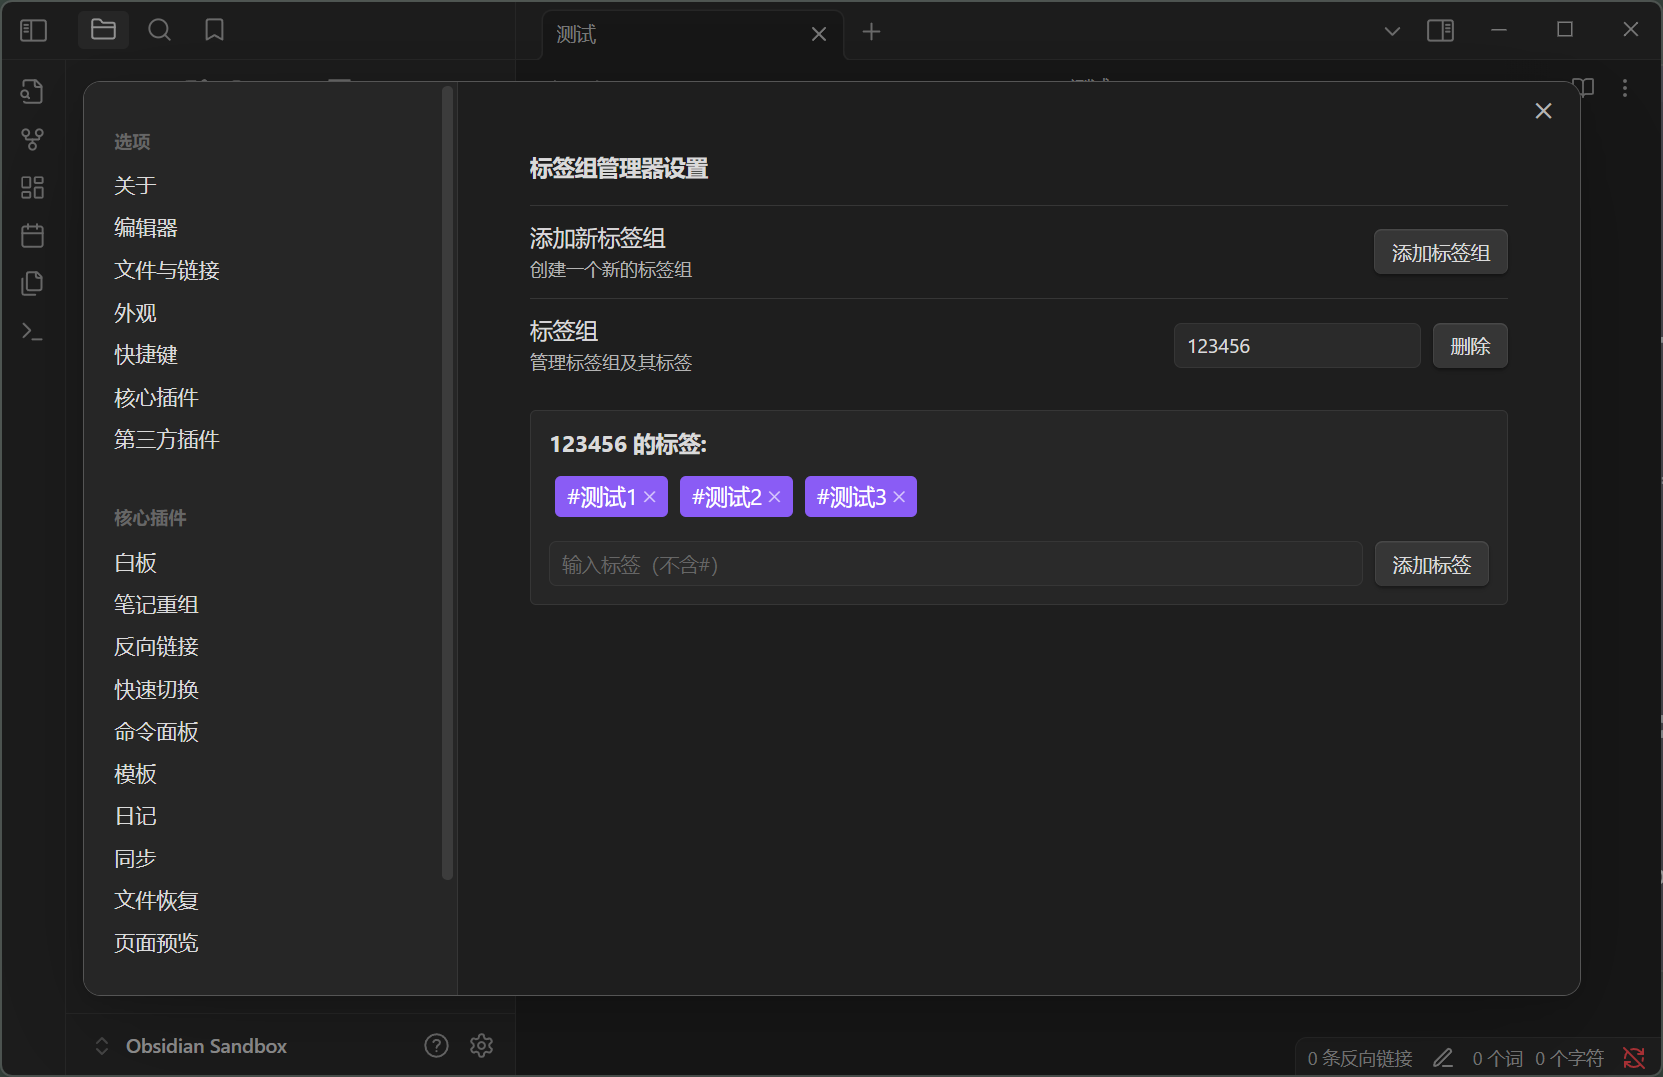 测试
选项
关于
编辑器
文件与链接
外观
快捷键
核心插件
第三方插件
核心插件
白板
笔记重组
反向链接
快速切换
命令面板
模板
日记
同步
文件恢复
页面预览
标签组管理器设置
添加新标签组
创建一个新的标签组
添加标签组
标签组
管理标签组及其标签
123456
删除
123456 的标签:
#测试1 × #测试2 × #测试3 ×
输入标签（不含#）
添加标签
Obsidian Sandbox
0 条反向链接 0 个词 0 个字符